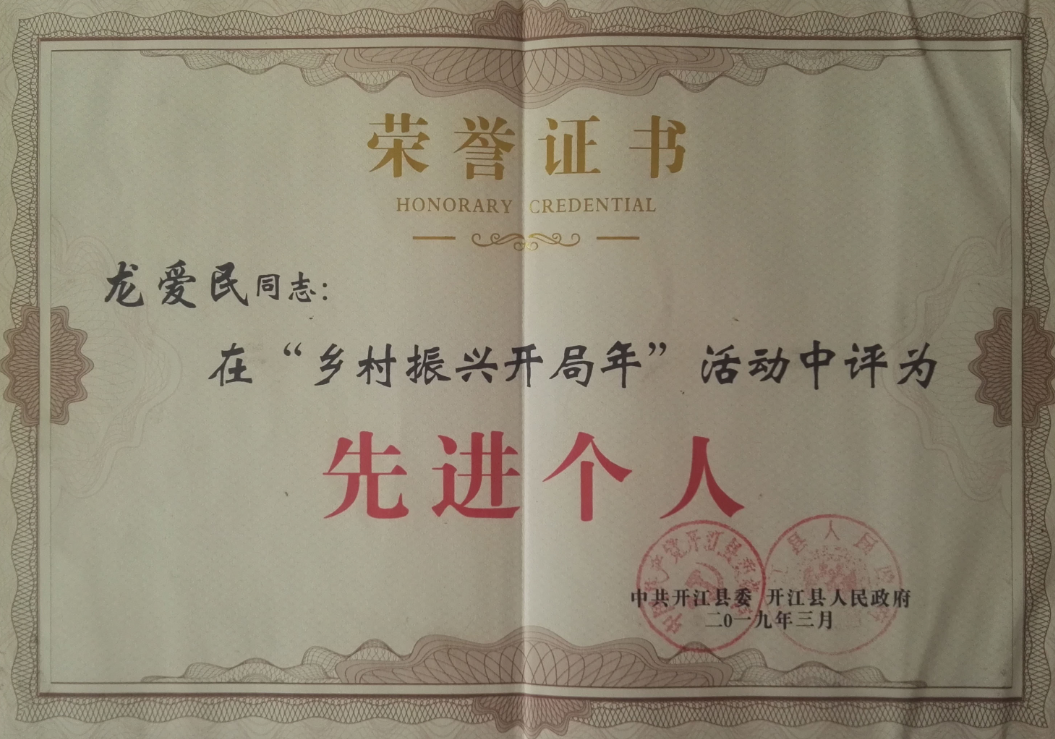 荣誉证书
HONORARY CREDENTIAL
龙爱民同志：
在“乡村振兴开局年”活动中评为
先进个人
中共开江县委 开江县人民政府
二0一九年三月